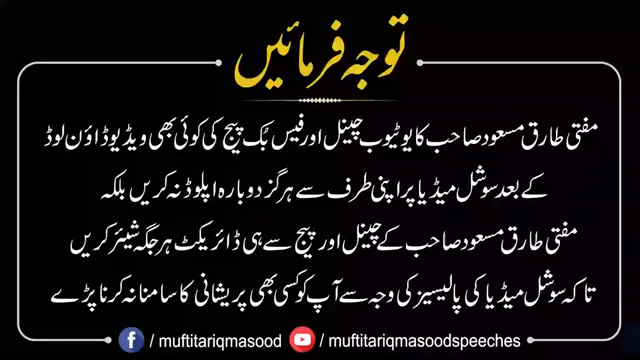 توجہ فرمائیں
مفتی طارق مسعود صاحب کا یوٹیوب چینل اور فیس بُک پیج کی کوئی بھی ویڈیو ڈاؤن لوڈ
کے بعد سوشل میڈیا پر اپنی طرف سے ہرگز دوبارہ اپلوڈ نہ کریں بلکہ
مفتی طارق مسعود صاحب کے چینل اور پیج سے ہی ڈائریکٹ ہر جگہ شیئر کریں
تاکہ سوشل میڈیا کی پالیسیز کی وجہ سے آپ کو کسی بھی پریشانی کا سامنا نہ کرنا پڑے
/ muftitariqmasood / muftitariqmasoodspeeches